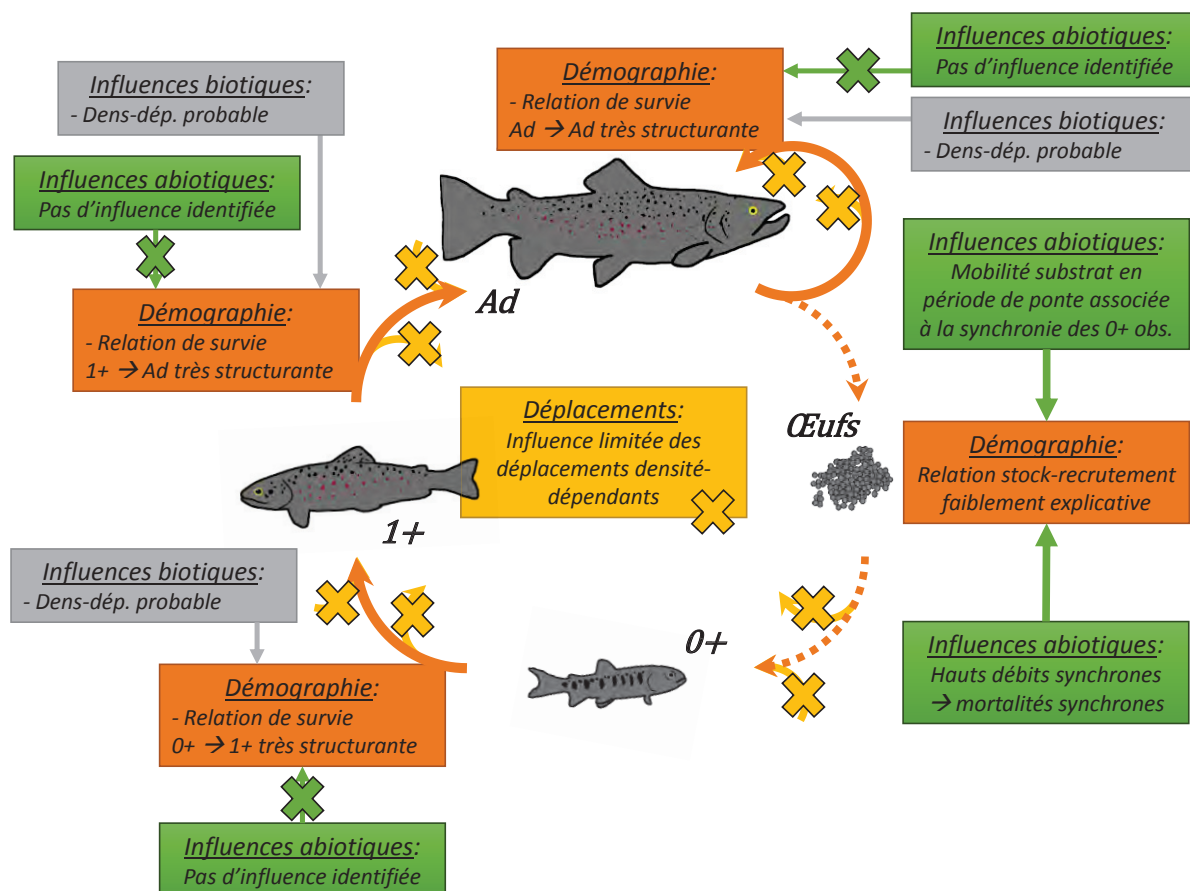 Influences abiotiques:
Pas d'influence identifiée
Démographie:
- Relation de survie
Ad → Ad très structurante
Influences biotiques:
- Dens-dép. probable
Influences biotiques:
- Dens-dép. probable
Influences abiotiques:
Pas d'influence identifiée
Démographie:
- Relation de survie
1+ → Ad très structurante
Ad
Influences abiotiques:
Mobilité substrat en
période de ponte associée
à la synchronie des 0+ obs.
Déplacements:
Influence limitée des
déplacements densité-
dépendants
Œufs
Démographie:
Relation stock-recrutement
faiblement explicative
1+
Influences biotiques:
- Dens-dép. probable
0+
Influences abiotiques:
Hauts débits synchrones
→ mortalités synchrones
Démographie:
- Relation de survie
0+ → 1+ très structurante
Influences abiotiques:
Pas d'influence identifiée